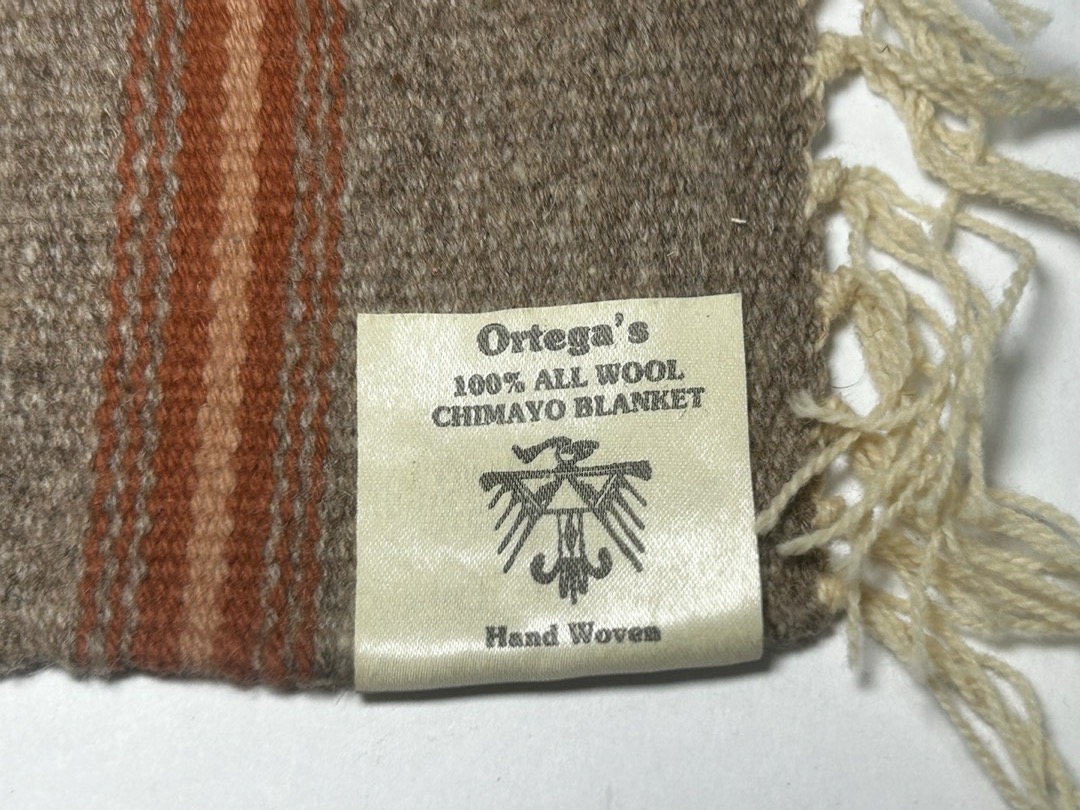 Ortega's
100% ALL WOOL
CHIMAYO BLANKET
Hand Woven